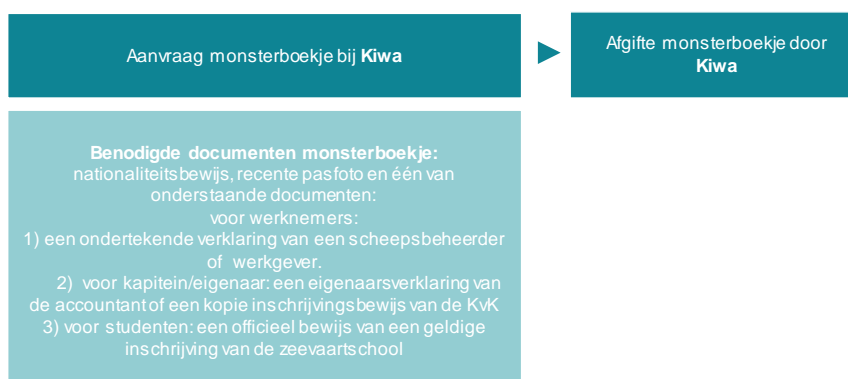 Aanvraag monsterboekje bij Kiwa
Afgifte monsterboekje door
Kiwa
Benodigde documenten monsterboekje:
nationaliteitsbewijs, recente pasfoto en één van
onderstaande documenten:
voor werknemers:
1) een ondertekende verklaring van een scheepsbeheerder
of werkgever.
2) voor kapitein/eigenaar: een eigenaarsverklaring van
de accountant of een kopie inschrijvingsbewijs van de KvK
3) voor studenten: een officieel bewijs van een geldige
inschrijving van de zeevaartschool